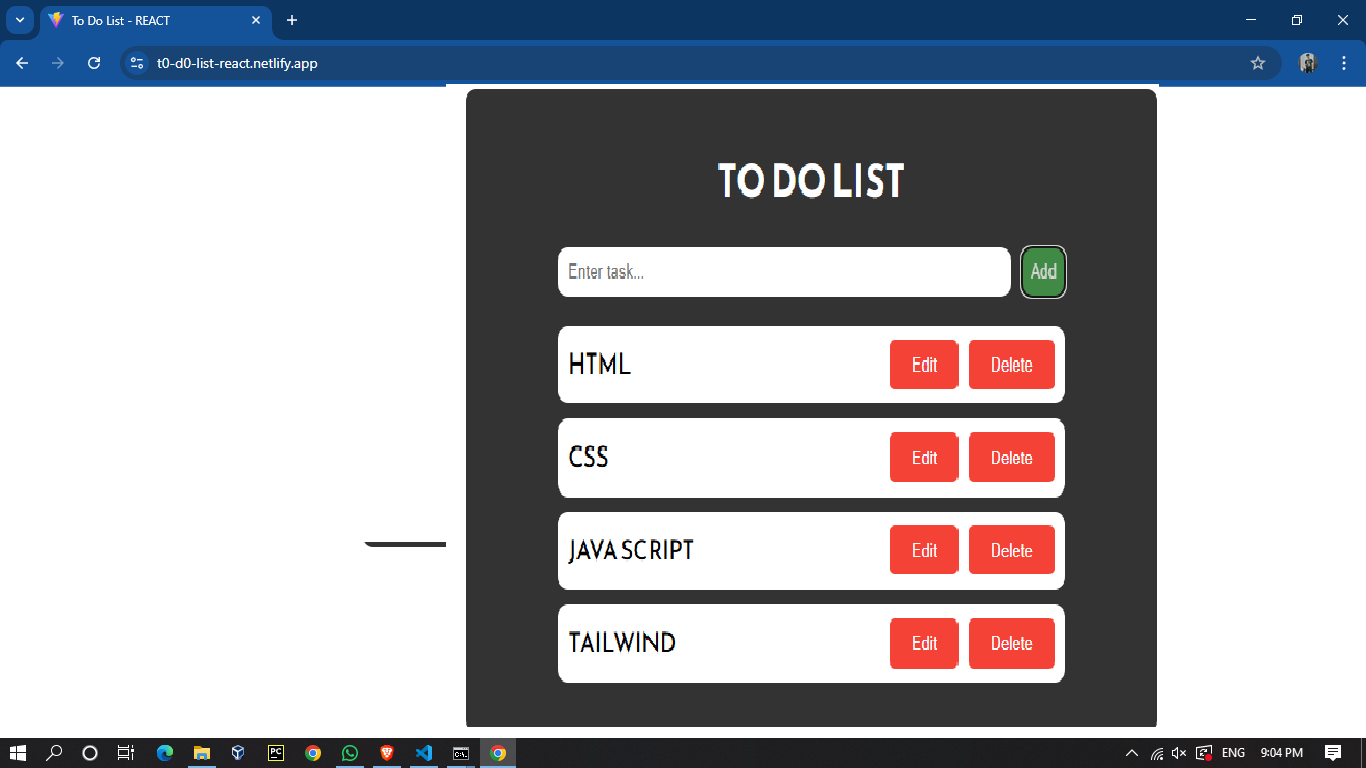 To Do List - REACT
t0-d0-list-react.netlify.app
TO DO LIST
Enter task...
Add
HTML
Edit
Delete
CSS
Edit
Delete
JAVA SCRIPT
Edit
Delete
TAILWIND
Edit
Delete
PC
C:\.
ENG
9:04 PM